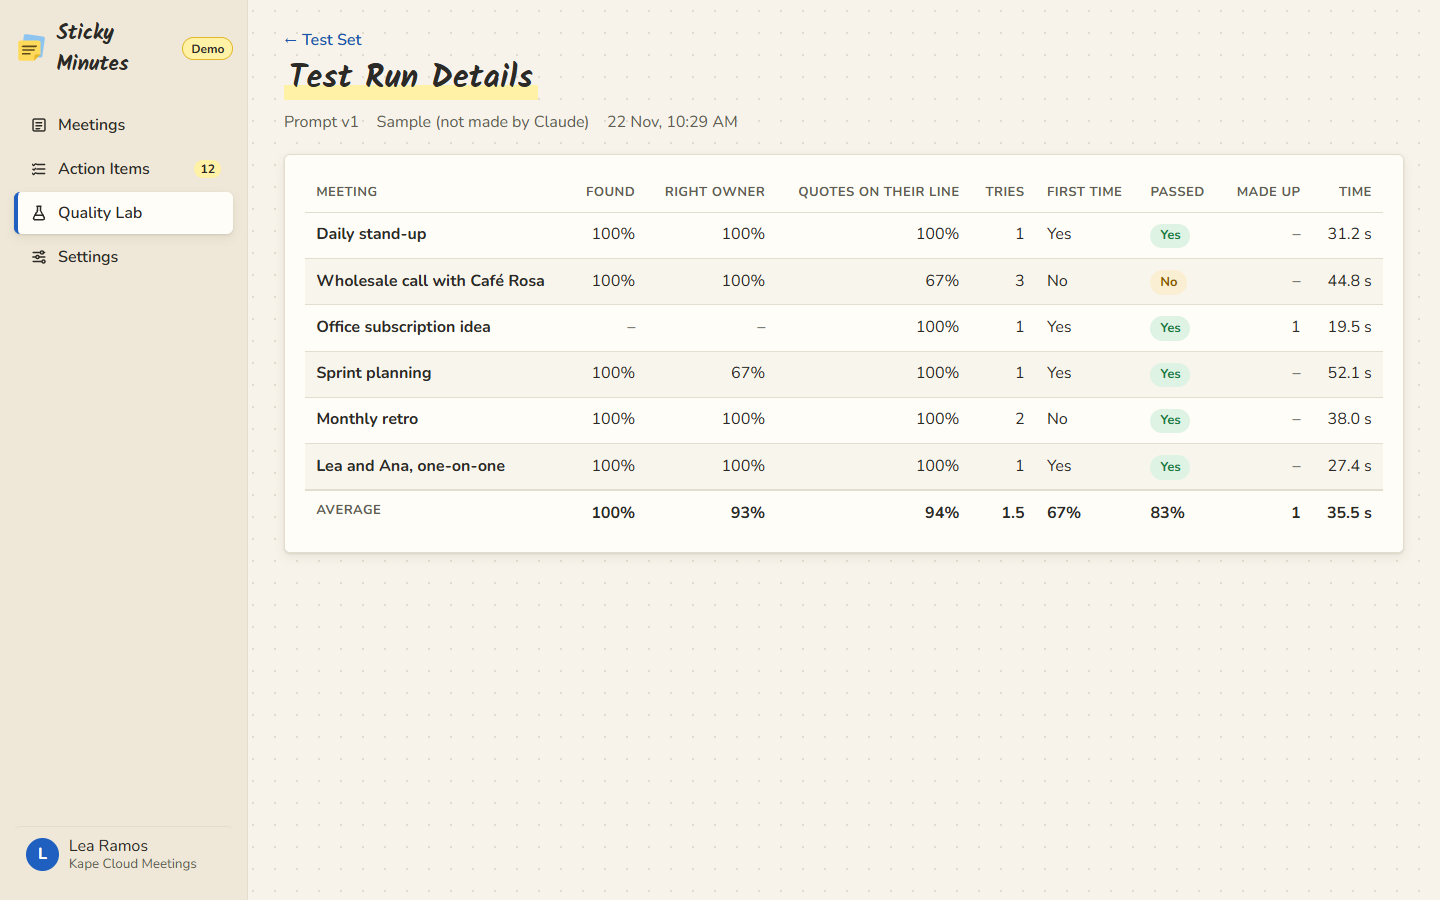 Sticky Minutes
Demo
Meetings
Action Items 12
Quality Lab
Settings
← Test Set
Test Run Details
Prompt v1 Sample (not made by Claude) 22 Nov, 10:29 AM
MEETING FOUND RIGHT OWNER QUOTES ON THEIR LINE TRIES FIRST TIME PASSED MADE UP TIME
Daily stand-up 100% 100% 100% 1 Yes Yes – 31.2 s
Wholesale call with Café Rosa 100% 100% 67% 3 No No – 44.8 s
Office subscription idea – – 100% 1 Yes Yes 1 19.5 s
Sprint planning 100% 67% 100% 1 Yes Yes – 52.1 s
Monthly retro 100% 100% 100% 2 No Yes – 38.0 s
Lea and Ana, one-on-one 100% 100% 100% 1 Yes Yes – 27.4 s
AVERAGE 100% 93% 94% 1.5 67% 83% 1 35.5 s
L
Lea Ramos
Kape Cloud Meetings